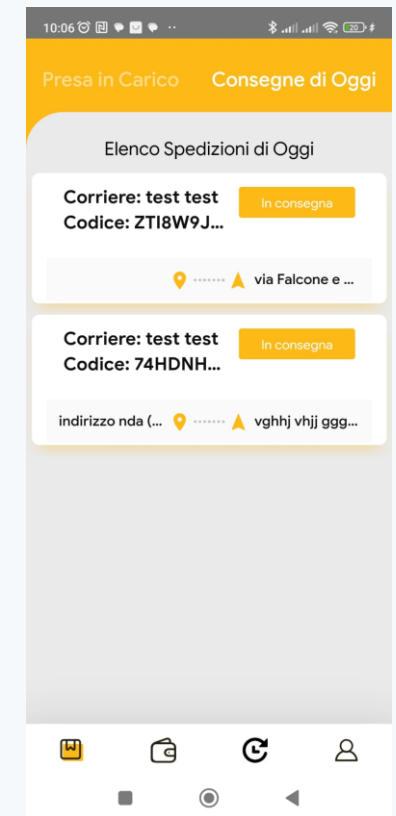 10:06
20
Presa in Carico Consegne di Oggi
Elenco Spedizioni di Oggi
Corriere: test test
In consegna
Codice: ZTI8W9J...
via Falcone e ...
Corriere: test test
In consegna
Codice: 74HDNH...
indirizzo nda (... vghhj vhjj ggg...